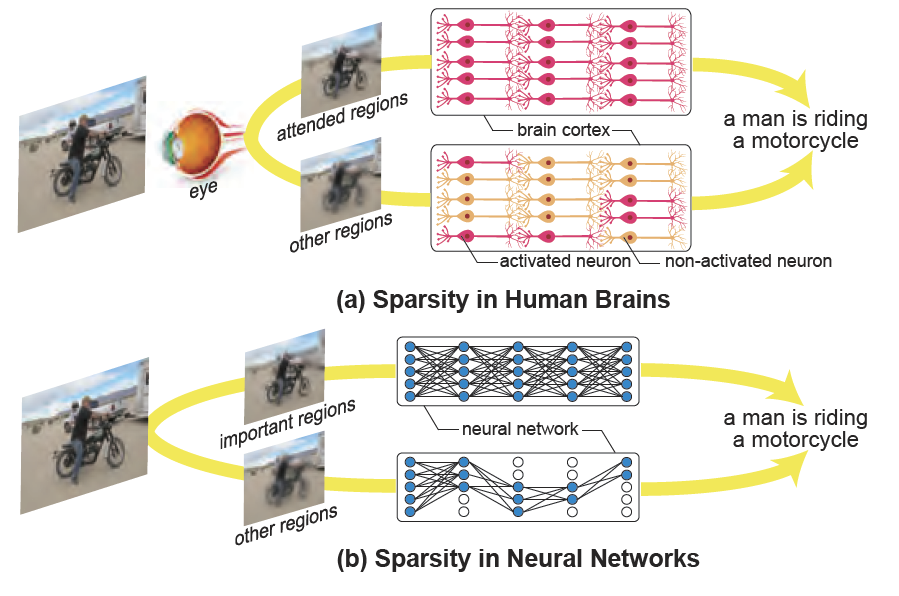 attended regions
eye
other regions
brain cortex
a man is riding
a motorcycle
activated neuron
non-activated neuron
(a) Sparsity in Human Brains
important regions
other regions
neural network
a man is riding
a motorcycle
(b) Sparsity in Neural Networks